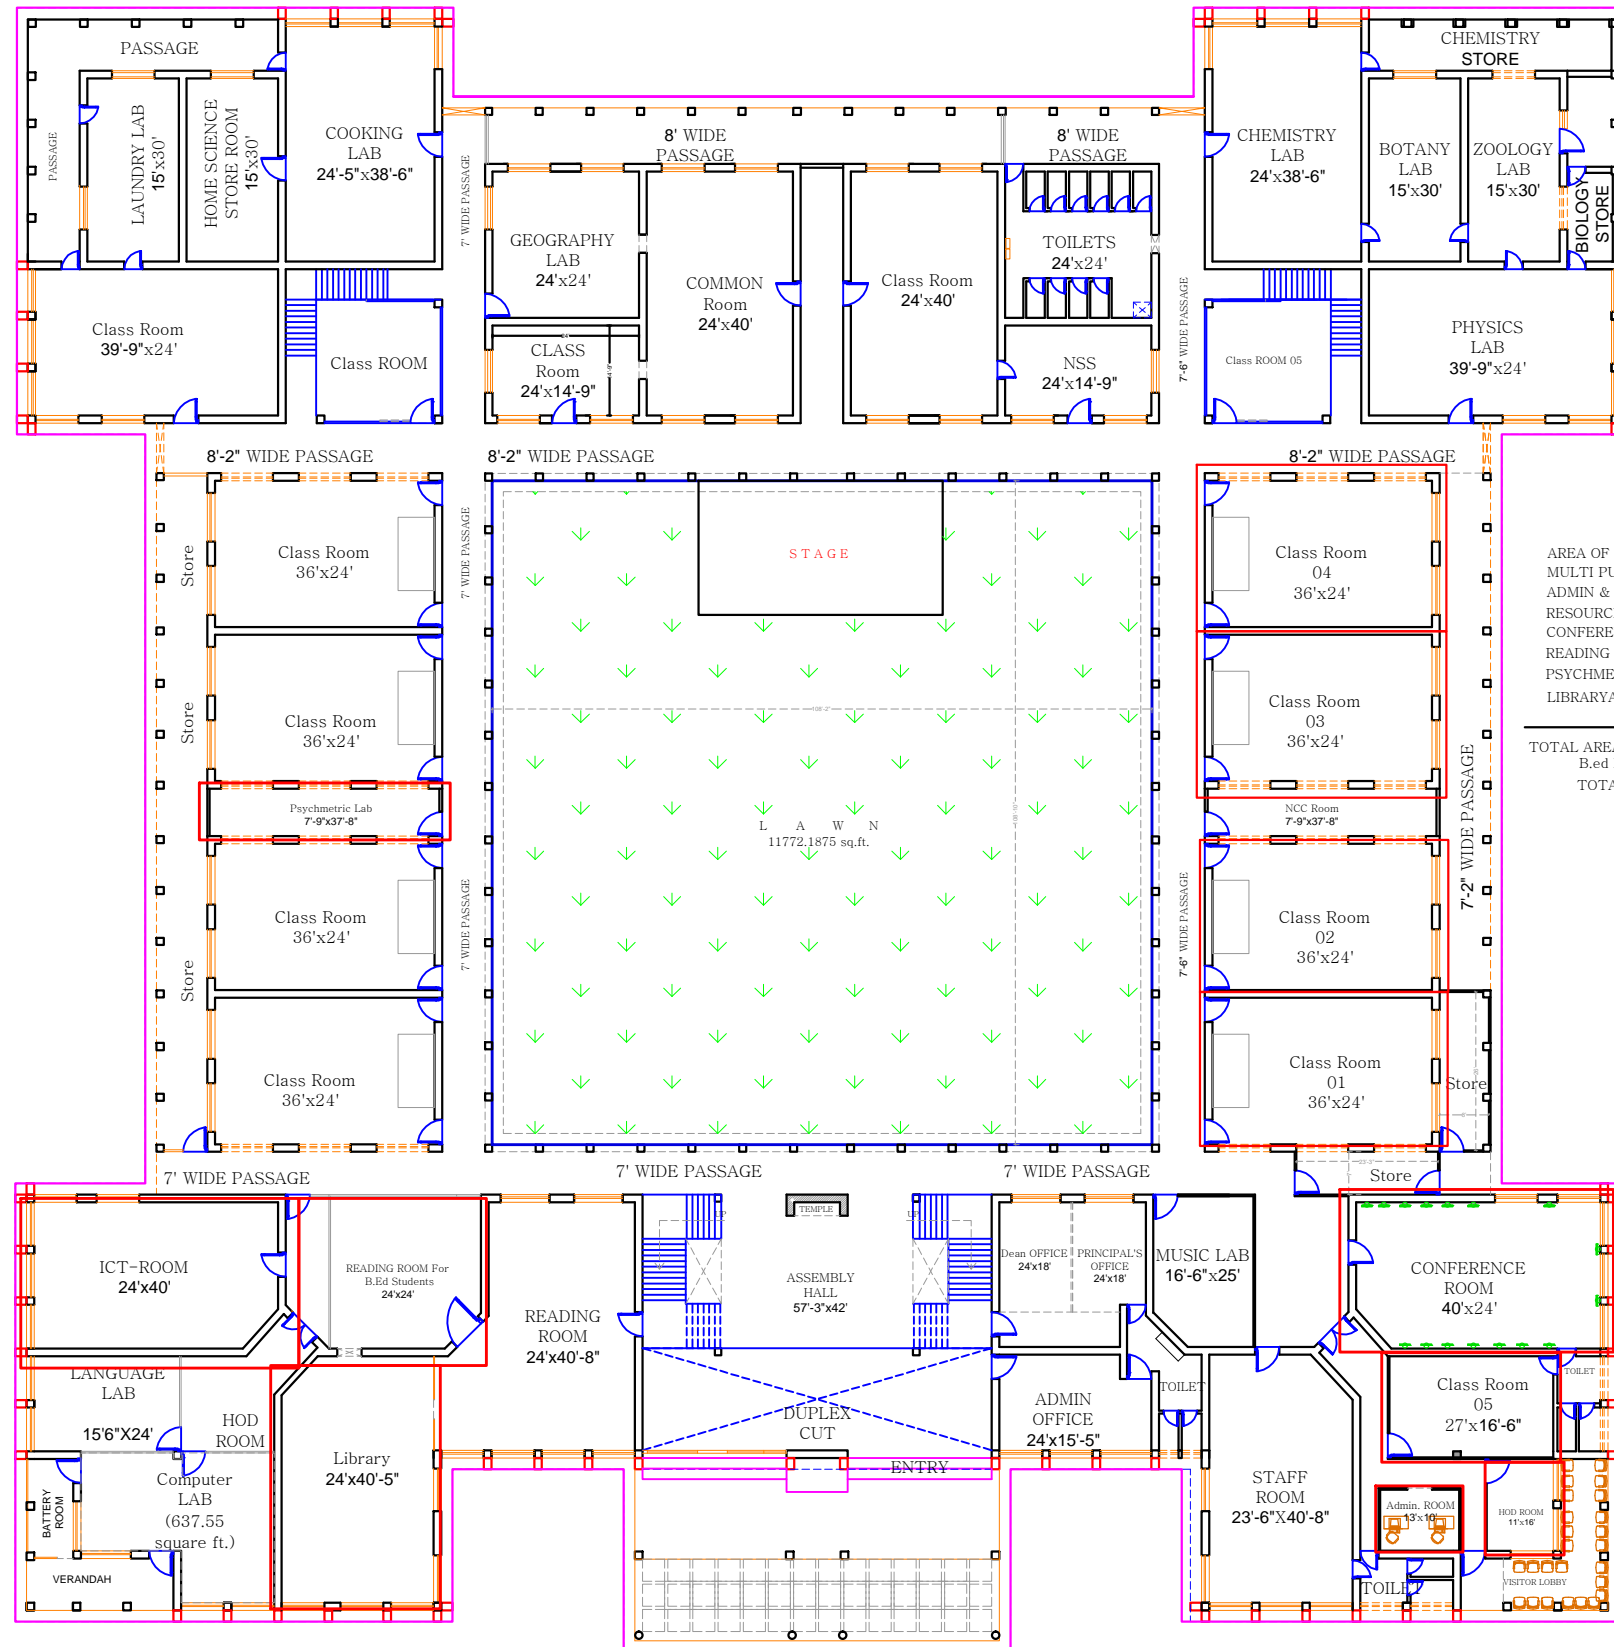 PASSAGE
PASSAGE
LAUNDRY LAB
15'x30'
HOME SCIENCE
STORE ROOM
15'x30'
COOKING
LAB
24'-5"x38'-6"
7' WIDE PASSAGE
8' WIDE
PASSAGE
8' WIDE
PASSAGE
GEOGRAPHY
LAB
24'x24'
COMMON
Room
24'x40'
Class Room
24'x40'
TOILETS
24'x24'
CHEMISTRY
LAB
24'x38'-6"
CHEMISTRY
STORE
BOTANY
LAB
15'x30'
ZOOLOGY
LAB
15'x30'
BIOLOGY
STORE
Class Room
39'-9"x24'
Class ROOM
CLASS
Room
24'x14'-9"
NSS
24'x14'-9"
7'-6" WIDE PASSAGE
Class ROOM 05
PHYSICS
LAB
39'-9"x24'
8'-2" WIDE PASSAGE
8'-2" WIDE PASSAGE
8'-2" WIDE PASSAGE
Store
Class Room
36'x24'
7' WIDE PASSAGE
STAGE
Class Room
04
36'x24'
AREA OF
MULTI PU
ADMIN &
RESOURC
CONFERE
READING
PSYCHME
LIBRARYA
TOTAL AREA
B.ed
TOTA
Store
Class Room
36'x24'
108'-2"
Class Room
03
36'x24'
Psychmetric Lab
7'-9"x37'-8"
LAWN
11772.1875 sq.ft.
NCC Room
7'-9"x37'-8"
7'-2" WIDE PASSAGE
Class Room
36'x24'
7' WIDE PASSAGE
7'-6" WIDE PASSAGE
Class Room
02
36'x24'
Store
Class Room
36'x24'
Class Room
01
36'x24'
Store
7' WIDE PASSAGE
7' WIDE PASSAGE
7' WIDE PASSAGE
Store
ICT-ROOM
24'x40'
READING ROOM For
B.Ed Students
24'x24'
READING
ROOM
24'x40'-8"
UP
TEMPLE
UP
ASSEMBLY
HALL
57'-3"x42'
Dean OFFICE
24'x18'
PRINCIPAL'S
OFFICE
24'x18'
MUSIC LAB
16'-6"x25'
CONFERENCE
ROOM
40'x24'
LANGUAGE
LAB
15'6"X24'
HOD
ROOM
Library
24'x40'-5"
DUPLEX
CUT
ADMIN
OFFICE
24'x15'-5"
TOILET
Class Room
05
27'x16'-6"
TOILET
BATTERY
ROOM
Computer
LAB
(637.55
square ft.)
VERANDAH
ENTRY
STAFF
ROOM
23'-6"X40'-8"
Admin. ROOM
13'x10'
HOD ROOM
11'x16'
TOILET
VISITOR LOBBY